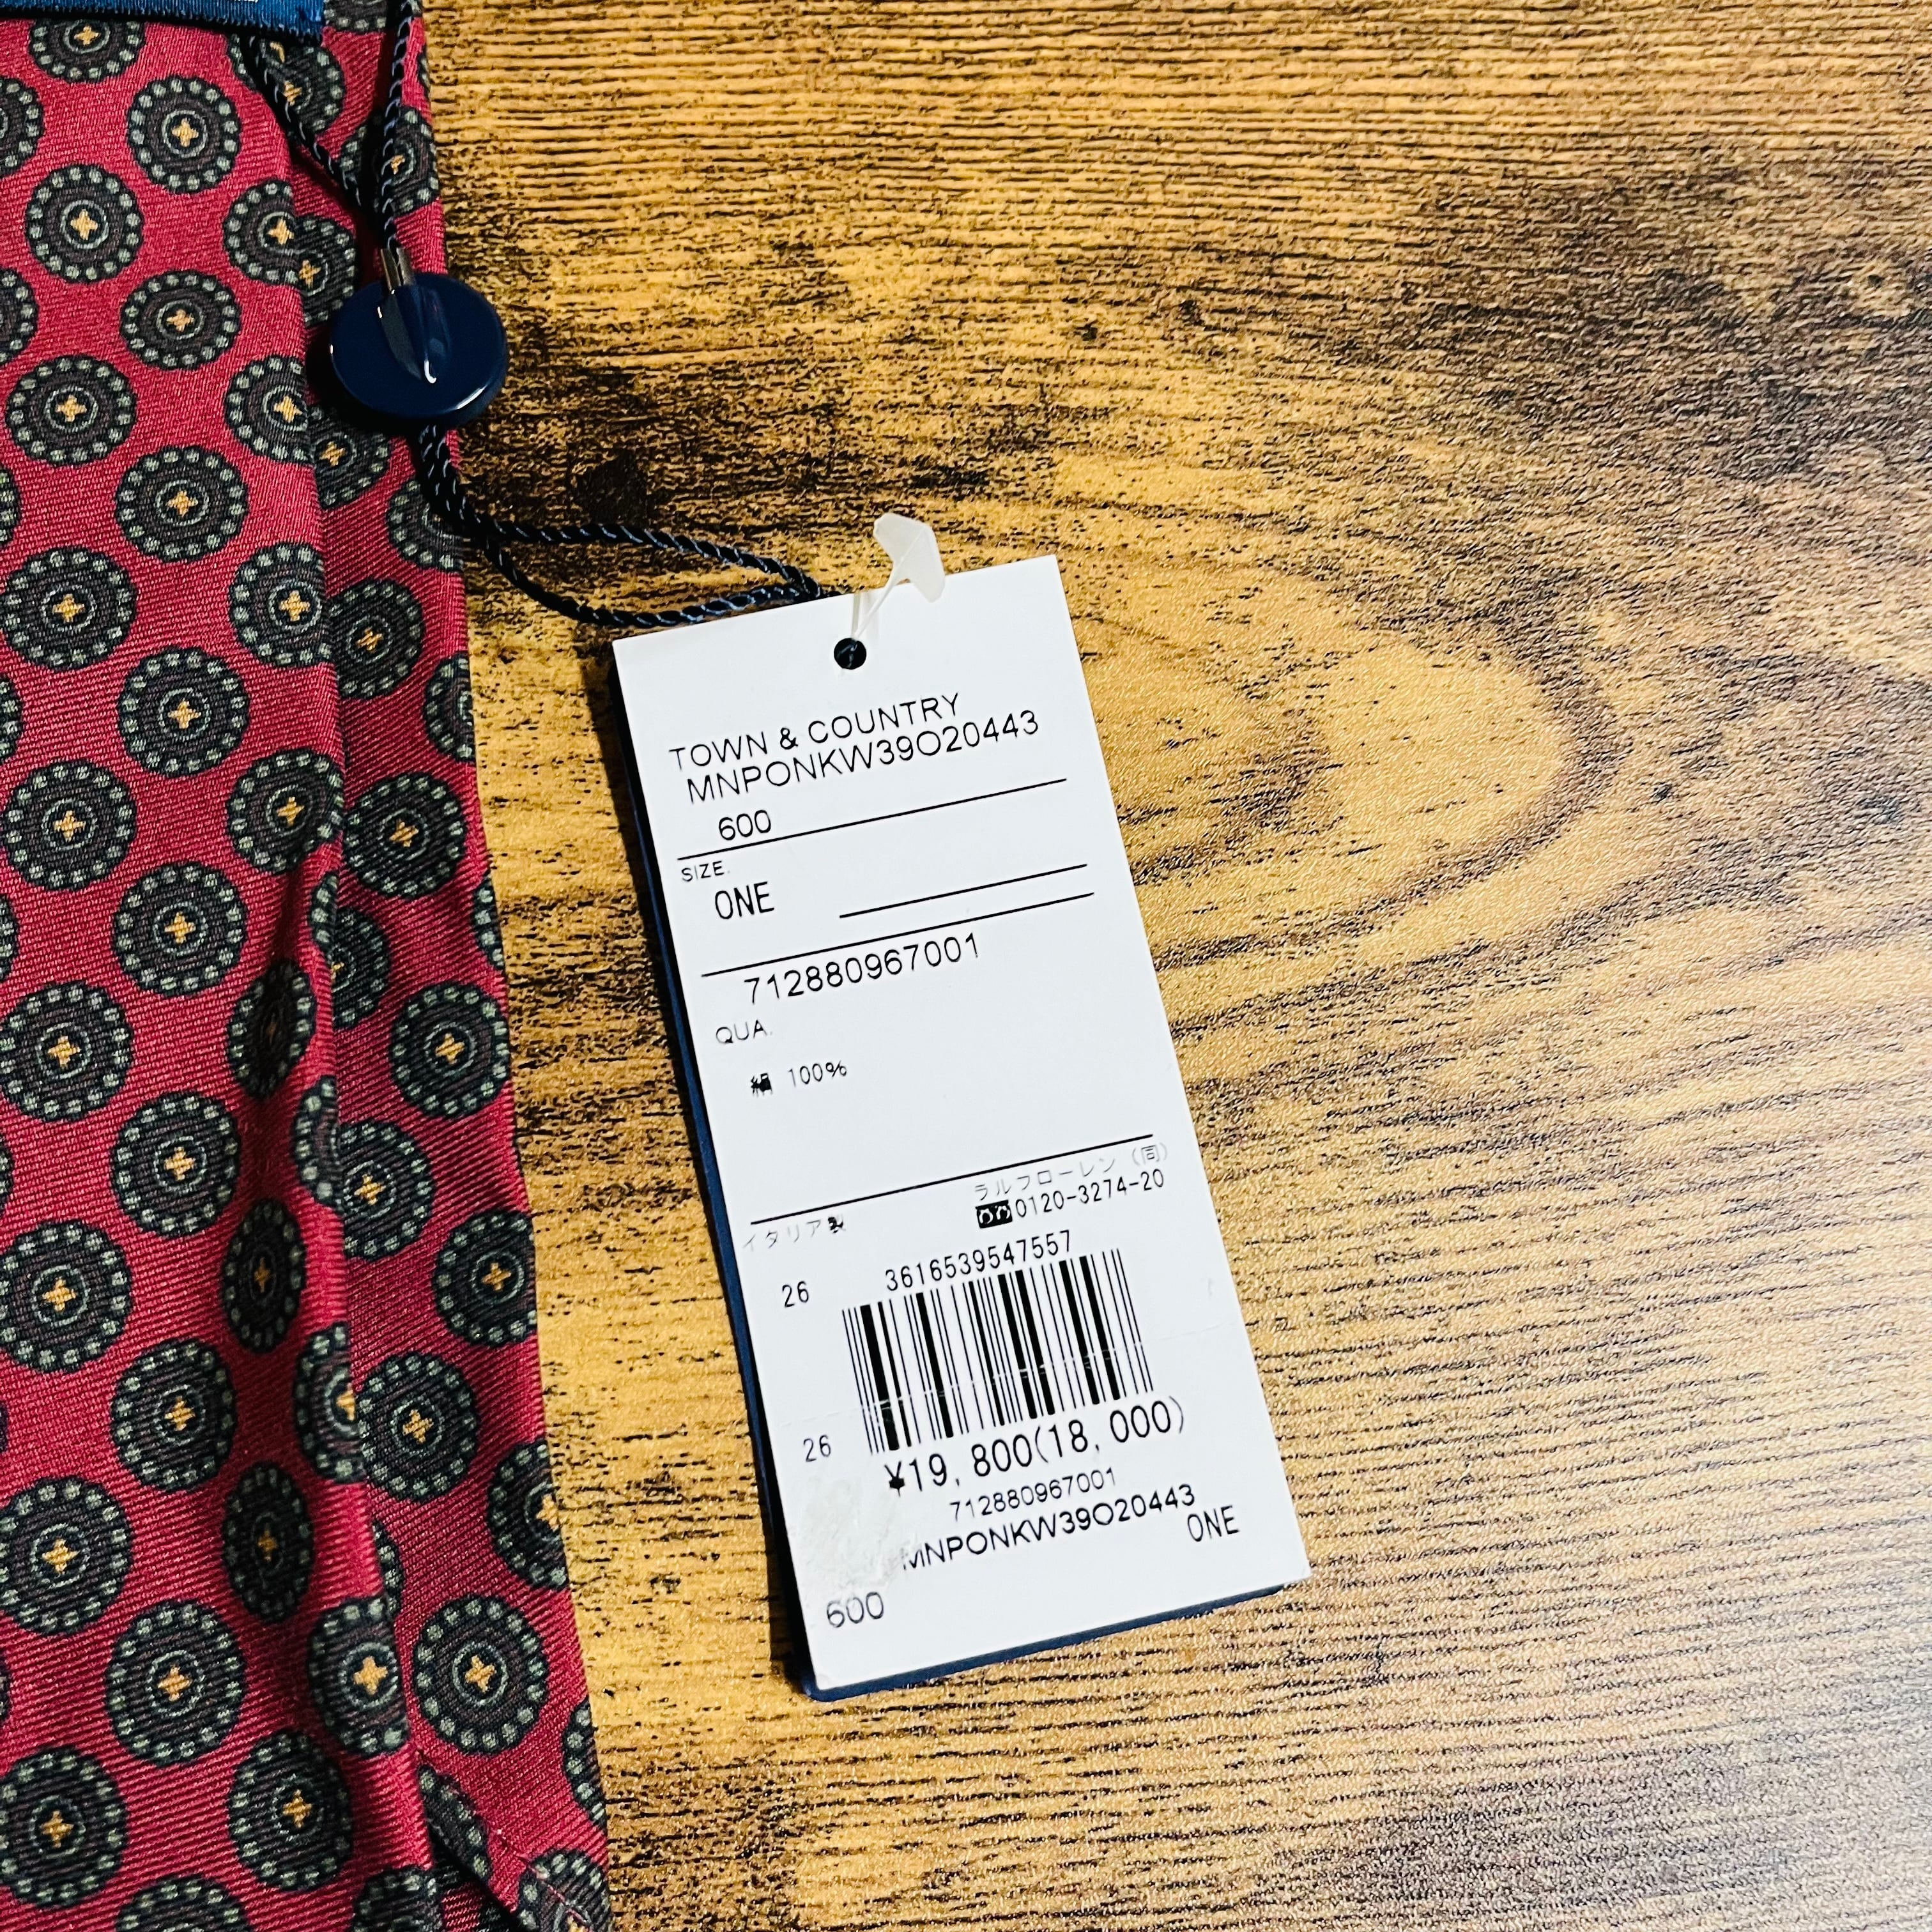 TOWN & COUNTRY
MNPONKW39O20443
600
SIZE.
ONE
712880967001
QUA.
絹 100%
ラルフローレン (同)
イタリア製
0120-3274-20
3616539547557
26
26
¥19,800(18,000)
712880967001
MNPONKW39O20443
ONE
600